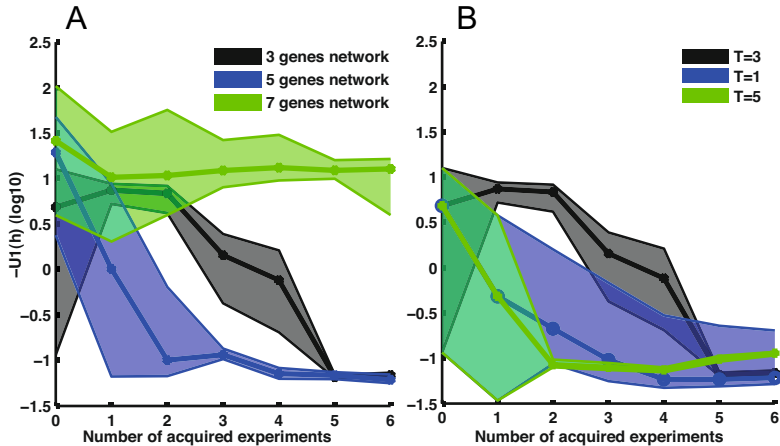 A
B
2.5
2
1.5
1
0.5
0
−0.5
−1
−1.5
0 1 2 3 4 5 6
−U1(h) (log10)
Number of acquired experiments
3 genes network
5 genes network
7 genes network
2.5
2
1.5
1
0.5
0
−0.5
−1
−1.5
0 1 2 3 4 5 6
Number of acquired experiments
T=3
T=1
T=5